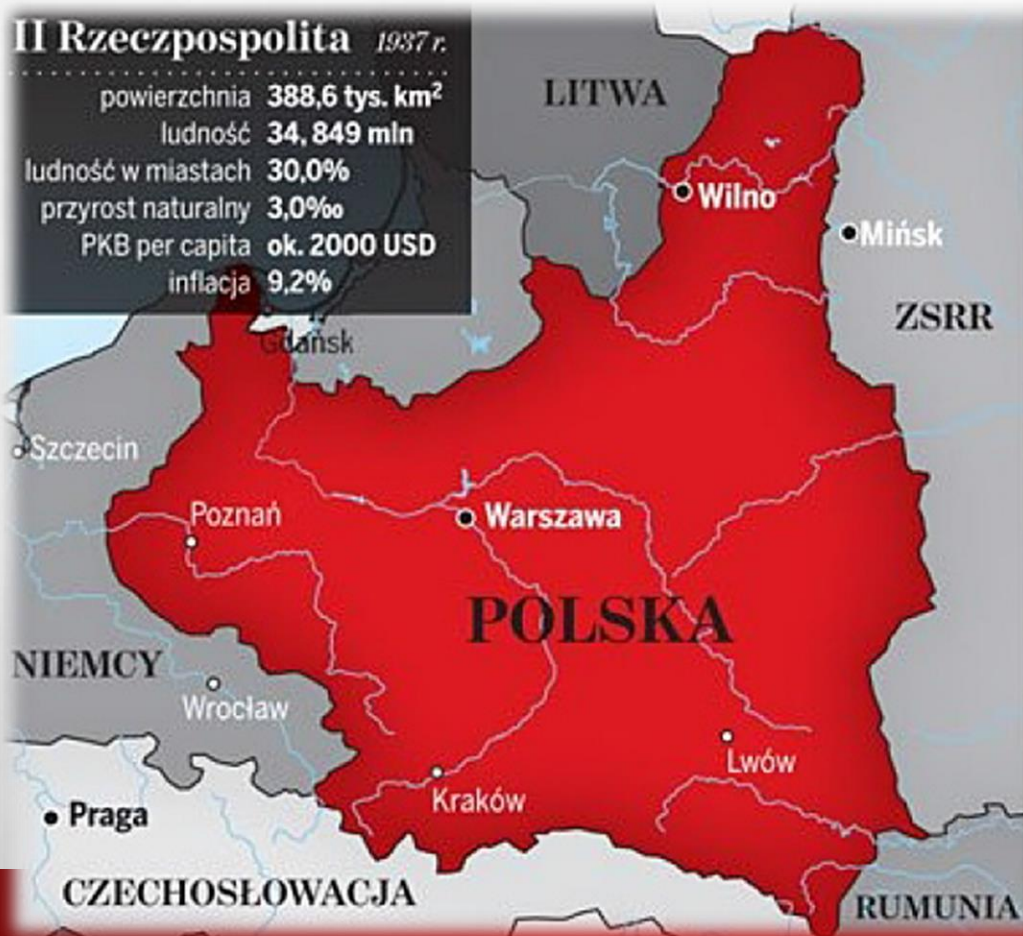 II Rzeczpospolita 1937 r.
powierzchnia 388,6 tys. km²
ludność 34, 849 mln
ludność w miastach 30,0%
przyrost naturalny 3,0‰
PKB per capita ok. 2000 USD
inflacja 9,2%
LITWA
Wilno
Mińsk
ZSRR
Gdańsk
Szczecin
Poznań
Warszawa
POLSKA
NIEMCY
Wrocław
Lwów
Kraków
Praga
CZECHOSŁOWACJA
RUMUNIA